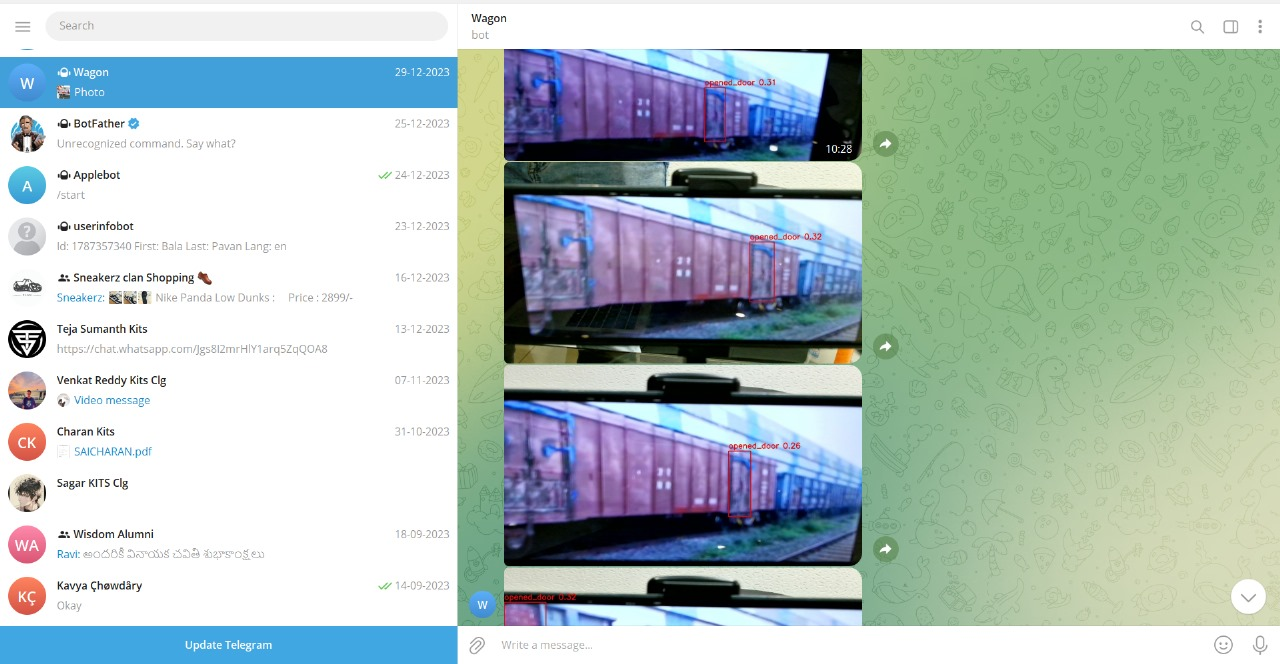 Search
Wagon
29-12-2023
Photo
BotFather
25-12-2023
Unrecognized command. Say what?
A
Applebot
24-12-2023
/start
userinfobot
23-12-2023
Id: 1787357340 First: Bala Last: Pavan Lang: en
Sneakerz clan Shopping
16-12-2023
Sneakerz: Nike Panda Low Dunks : Price : 2899/-
Teja Sumanth Kits
13-12-2023
Venkat Reddy Kits Clg
07-11-2023
Video message
CK
Charan Kits
31-10-2023
SAICHARAN.pdf
Sagar KITS Clg
WA
Wisdom Alumni
18-09-2023
Ravi: అందరికీ వినాయక చవితి శుభాకాంక్షలు
KÇ
Kavya Çhøwdâry
14-09-2023
Okay
Update Telegram
Wagon
bot
opened_door 0.31
10:28
opened_door 0.32
opened_door 0.26
opened_door 0.32
W
Write a message...